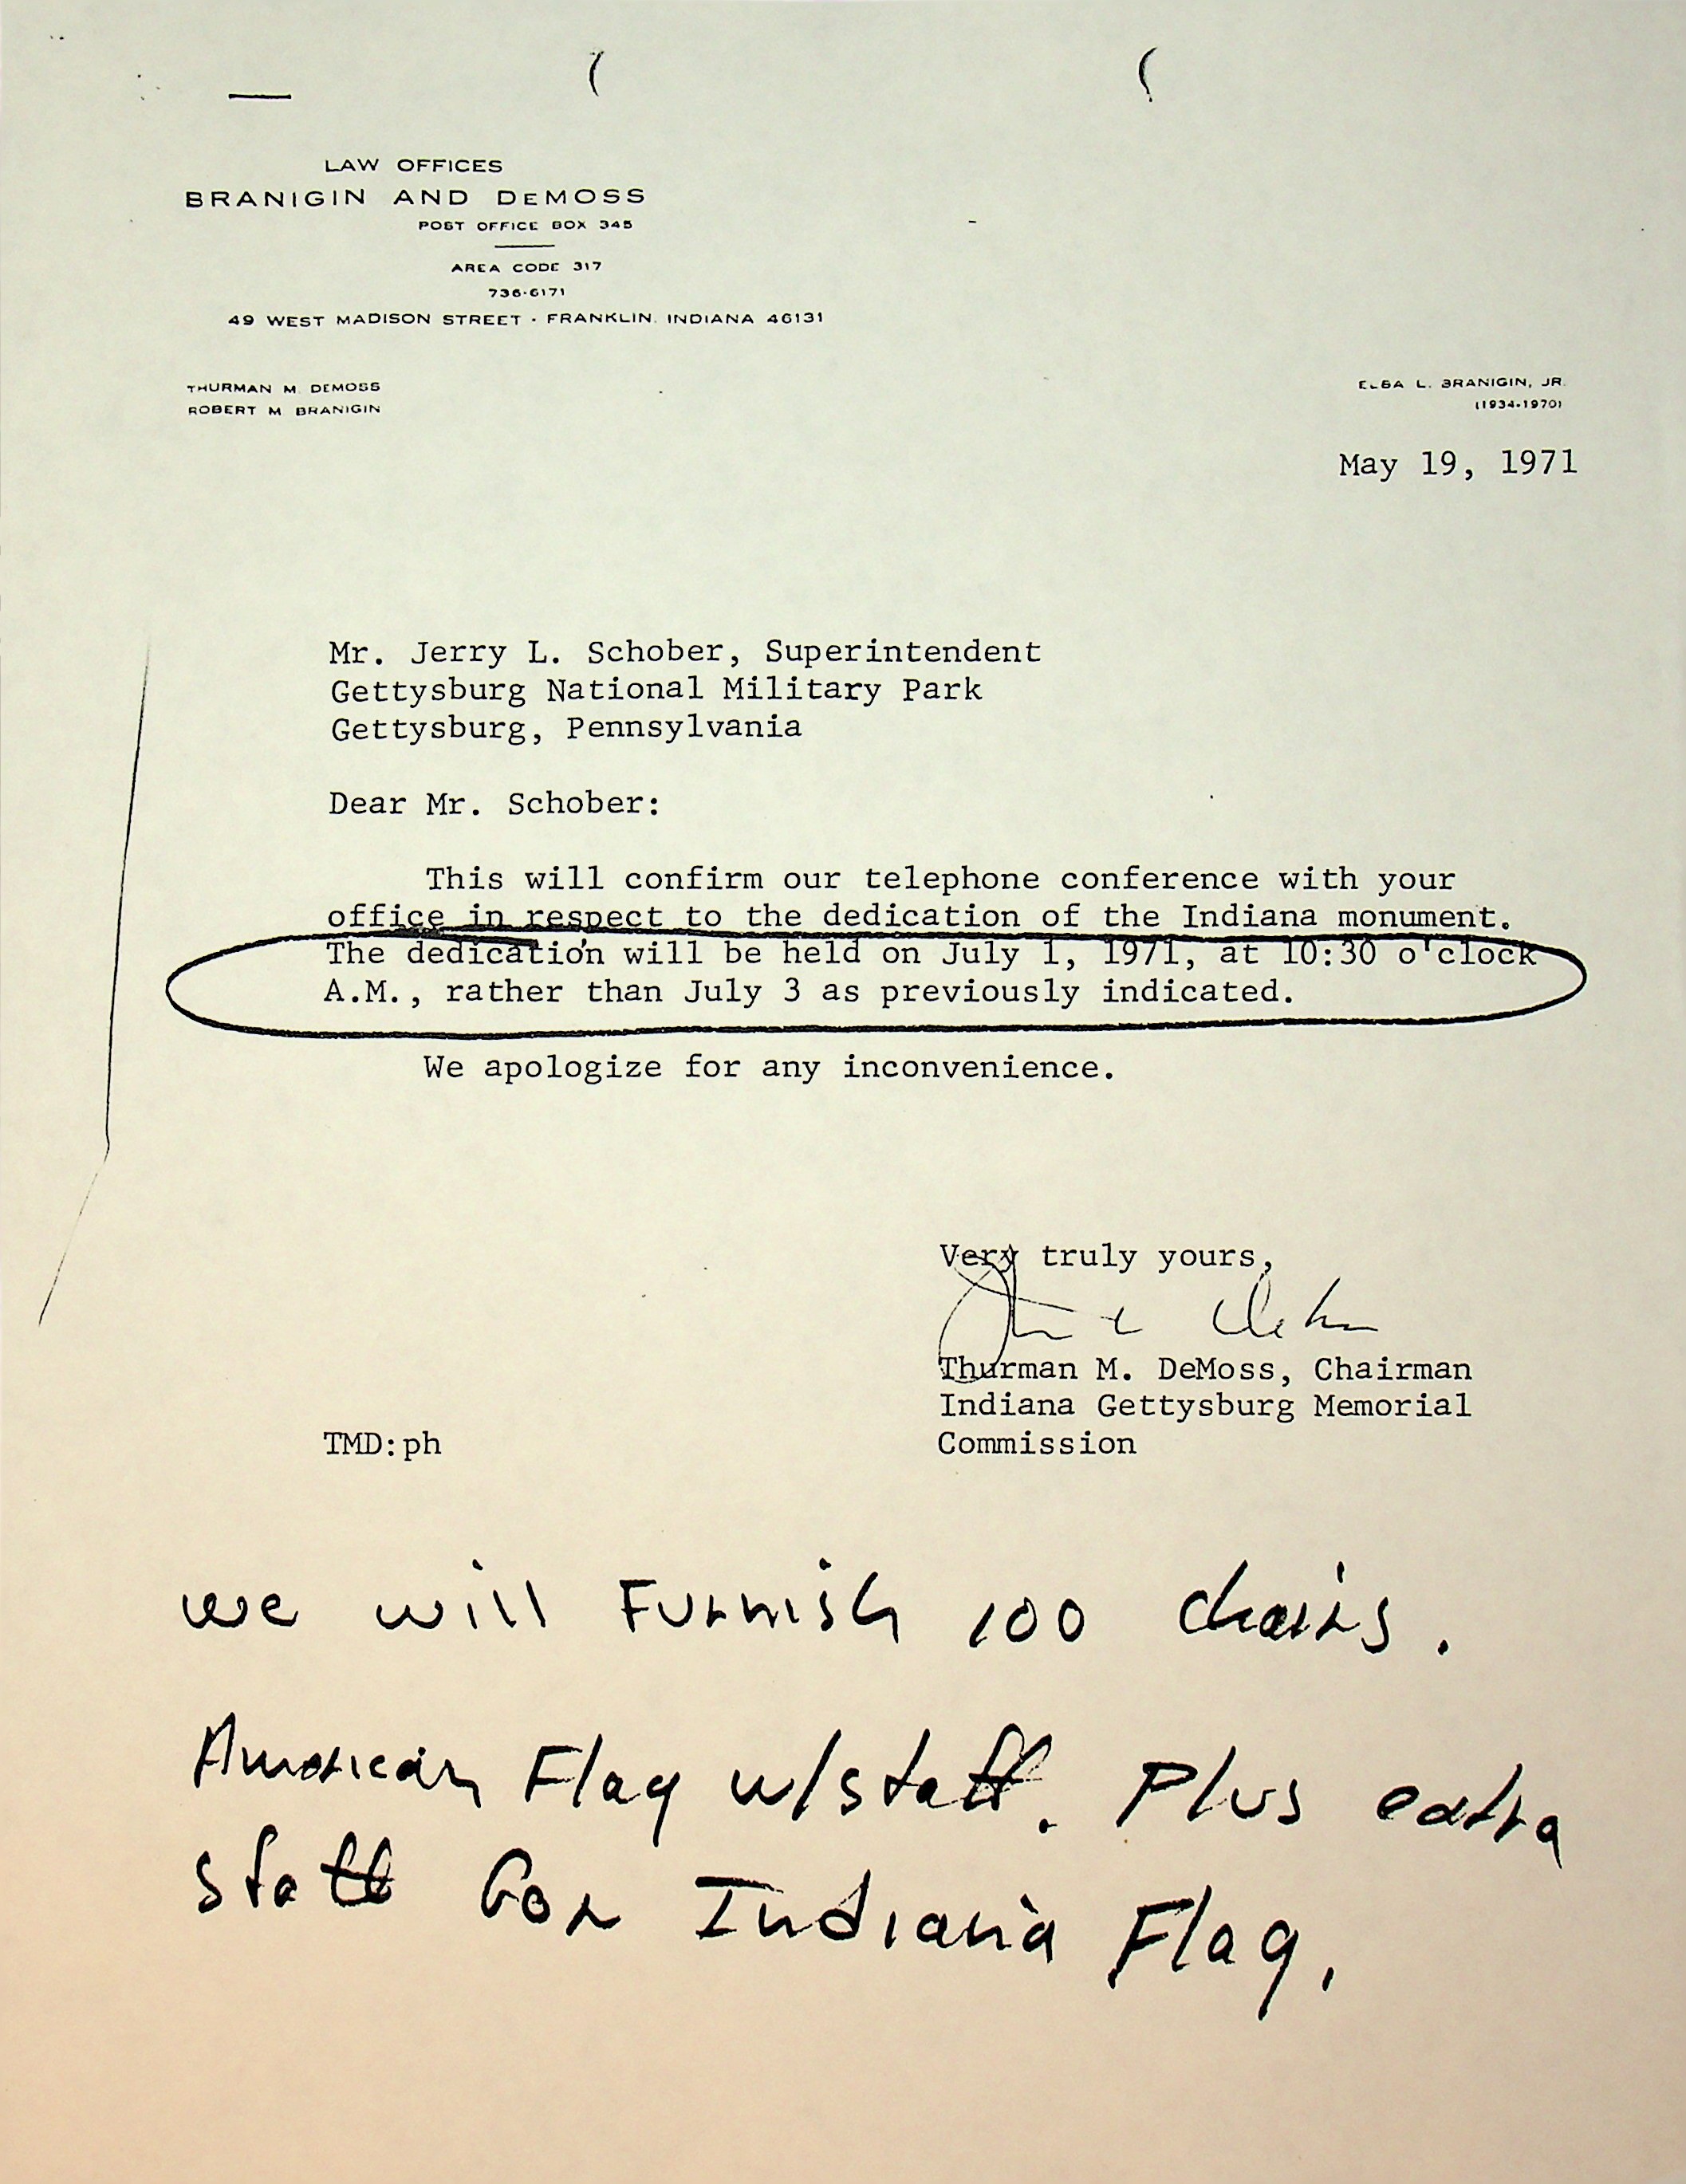 LAW OFFICES
BRANIGIN AND DEMOSS
POST OFFICE BOX 345
AREA CODE 317
736-6171
49 WEST MADISON STREET · FRANKLIN, INDIANA 46131
THURMAN M. DEMOSS
ROBERT M. BRANIGIN
ELBA L. BRANIGIN, JR.
(1934-1970)
May 19, 1971
Mr. Jerry L. Schober, Superintendent
Gettysburg National Military Park
Gettysburg, Pennsylvania
Dear Mr. Schober:
This will confirm our telephone conference with your
office in respect to the dedication of the Indiana monument.
The dedication will be held on July 1, 1971, at 10:30 o'clock
A.M., rather than July 3 as previously indicated.
We apologize for any inconvenience.
Very truly yours,
Thurman M. DeMoss, Chairman
Indiana Gettysburg Memorial
Commission
TMD:ph
we will Furnish 100 chairs.
American Flag w/staff. Plus extra
staff for Indiana Flag.